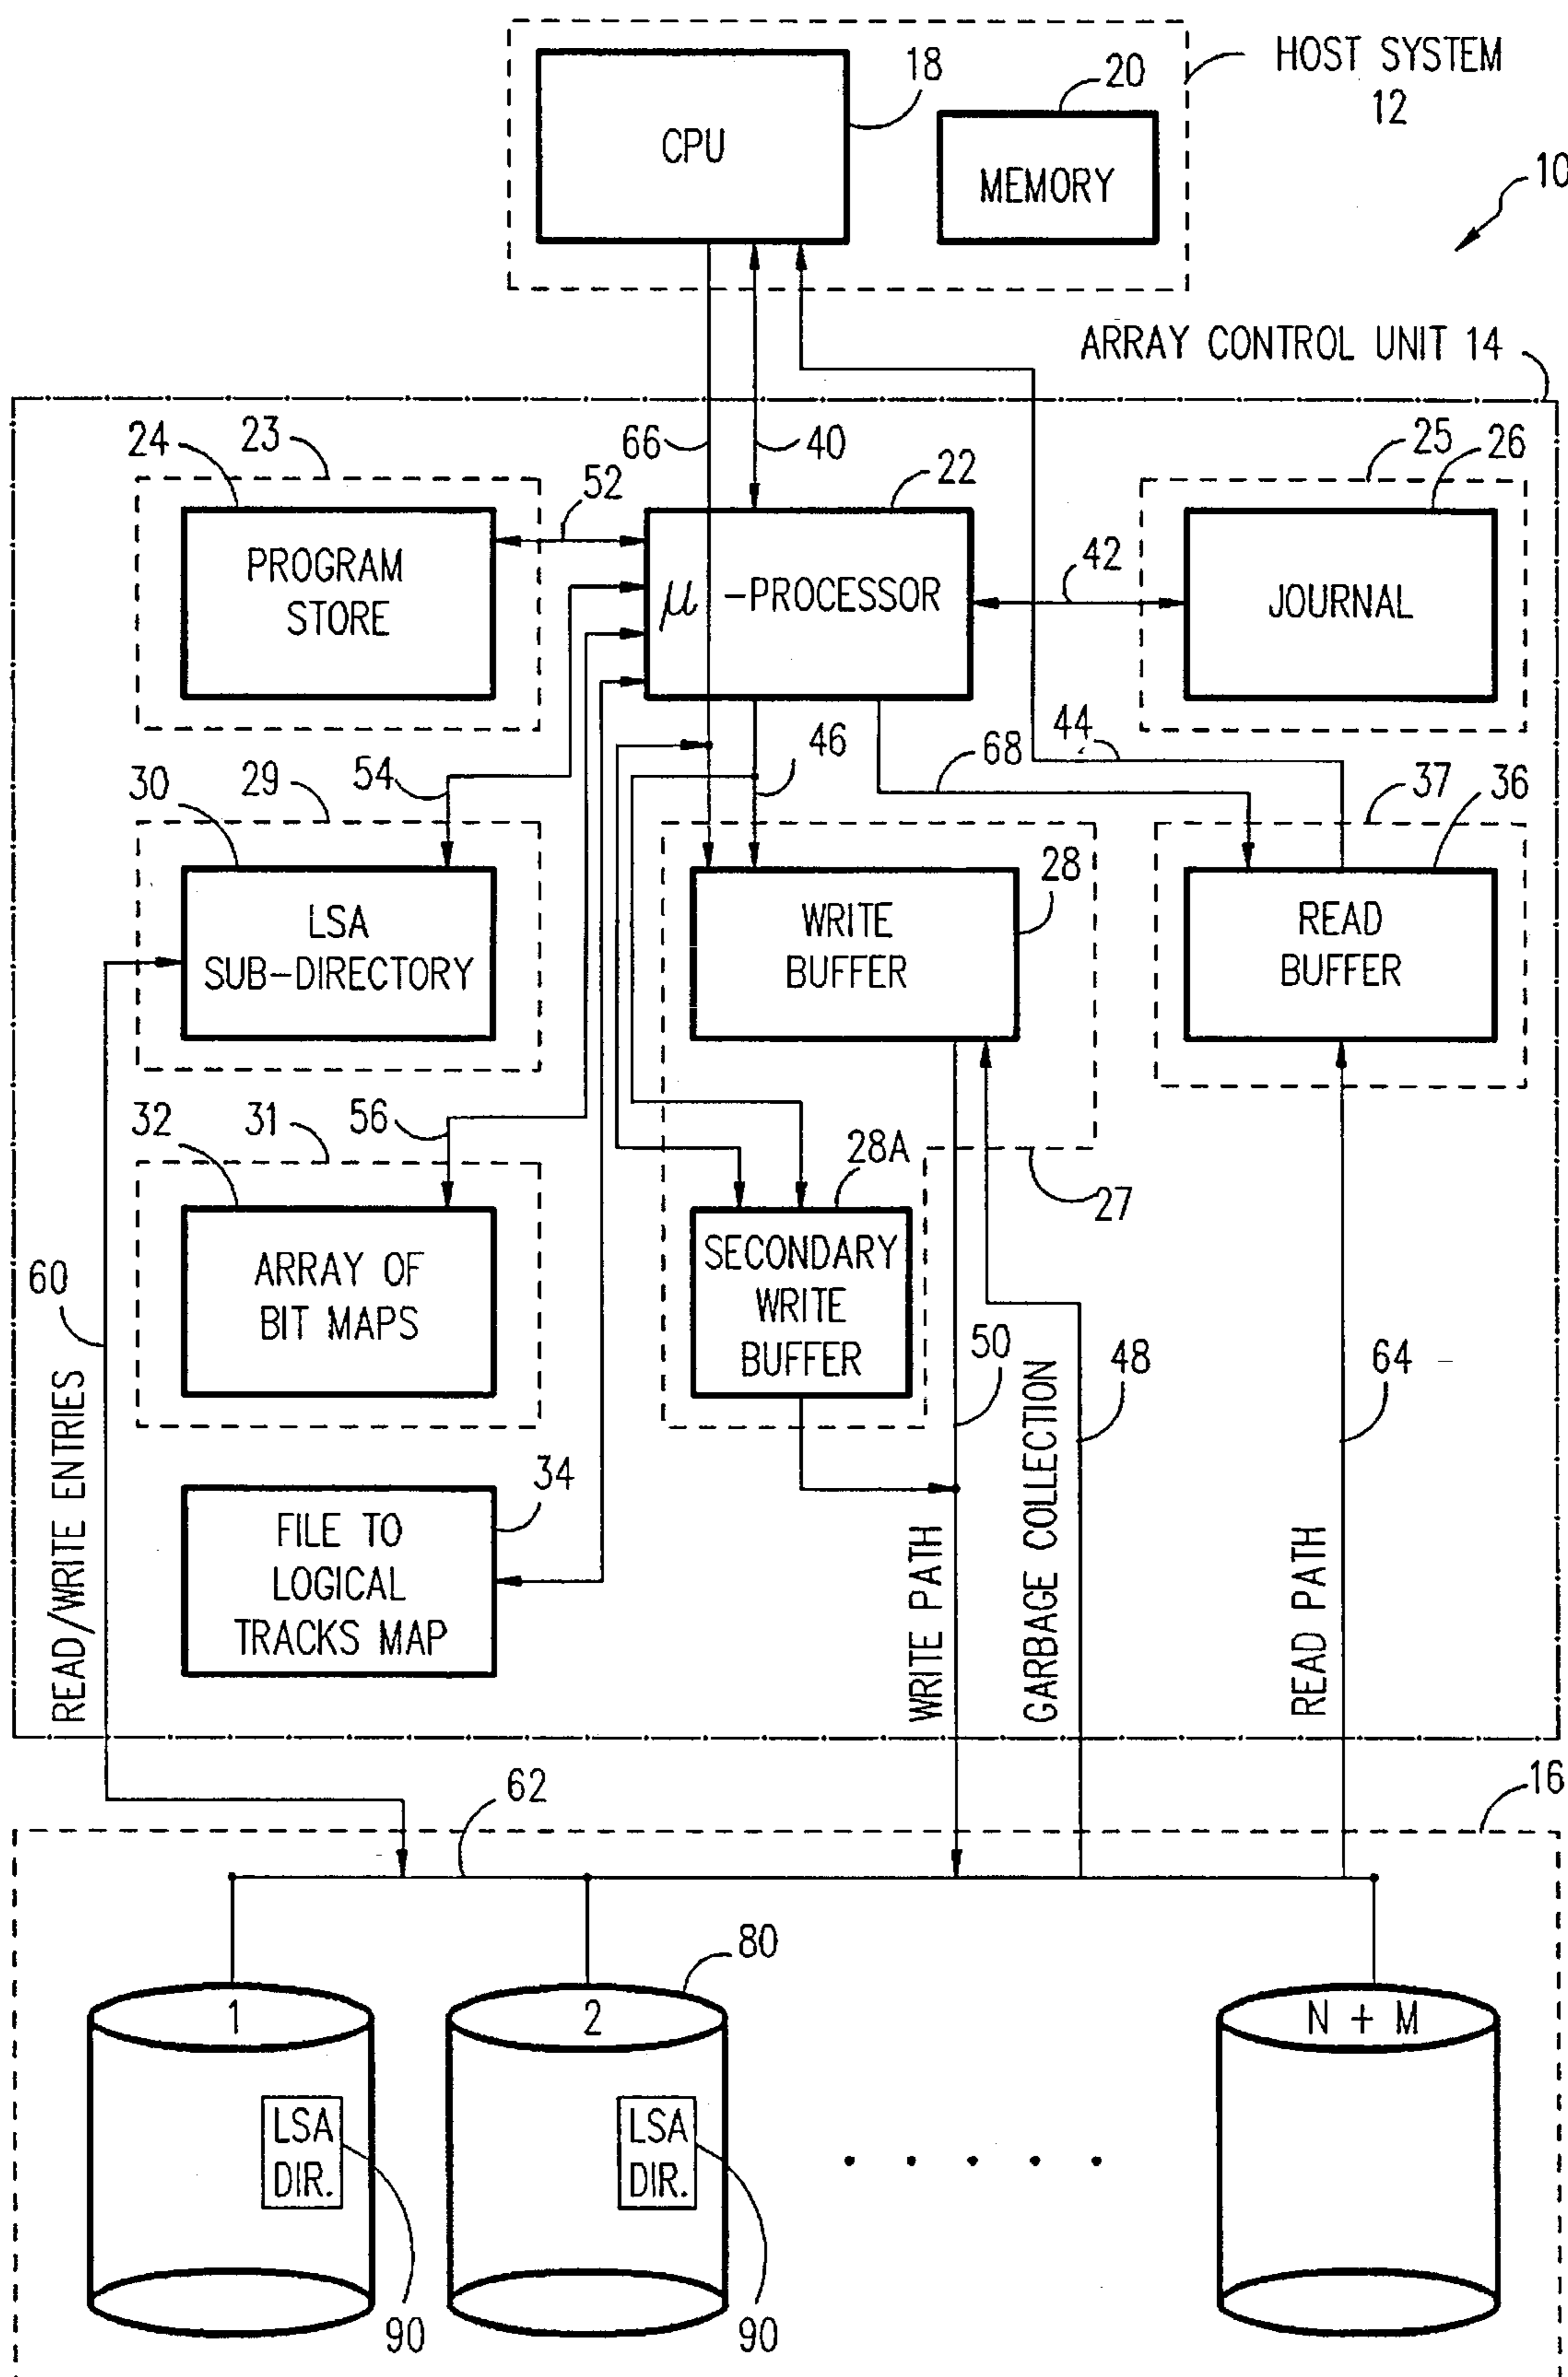 HOST SYSTEM
12
18
20
CPU
MEMORY
10
ARRAY CONTROL UNIT 14
24
23
66
40
22
25
26
52
PROGRAM
STORE
μ -PROCESSOR
42
JOURNAL
30
29
54
46
68
44
37
36
LSA
SUB-DIRECTORY
WRITE
BUFFER
28
READ
BUFFER
32
31
56
28A
27
ARRAY OF
BIT MAPS
SECONDARY
WRITE
BUFFER
60
50
48
64
34
FILE TO
LOGICAL
TRACKS MAP
READ/WRITE ENTRIES
WRITE PATH
GARBAGE COLLECTION
READ PATH
62
16
80
1
2
N + M
LSA
DIR.
LSA
DIR.
90
90